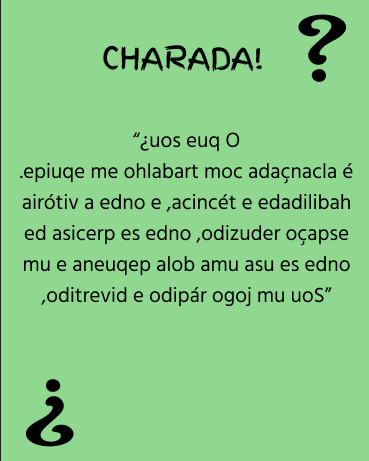 CHARADA!
?
“¿uos euq O
.epiuqe me ohlabart moc adaçnacla é
airótiv a edno e ,acincét e edadilibah
ed asicerp es edno ,odizuder oçapse
mu e aneuqep alob amu asu es edno
,oditrevid e odipár ogoj mu uoS”
¿